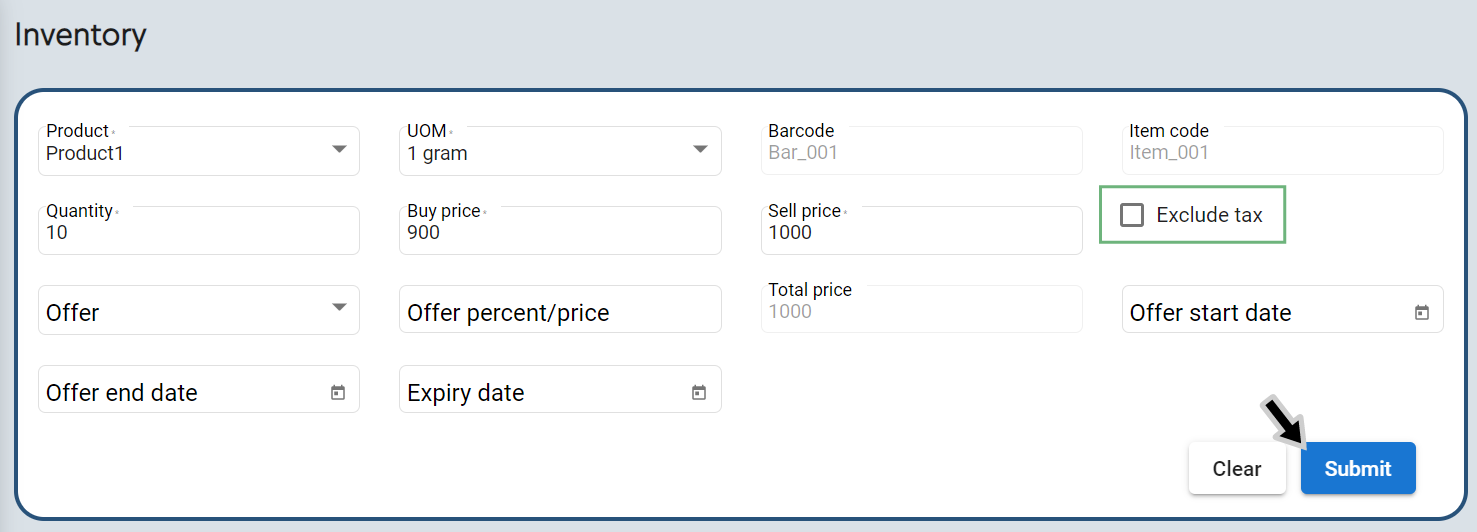 Inventory
Product * UOM * Barcode Item code
Product1 1 gram Bar_001 Item_001
Quantity * Buy price * Sell price * Exclude tax
10 900 1000
Offer Offer percent/price Total price Offer start date
1000
Offer end date Expiry date
Clear Submit